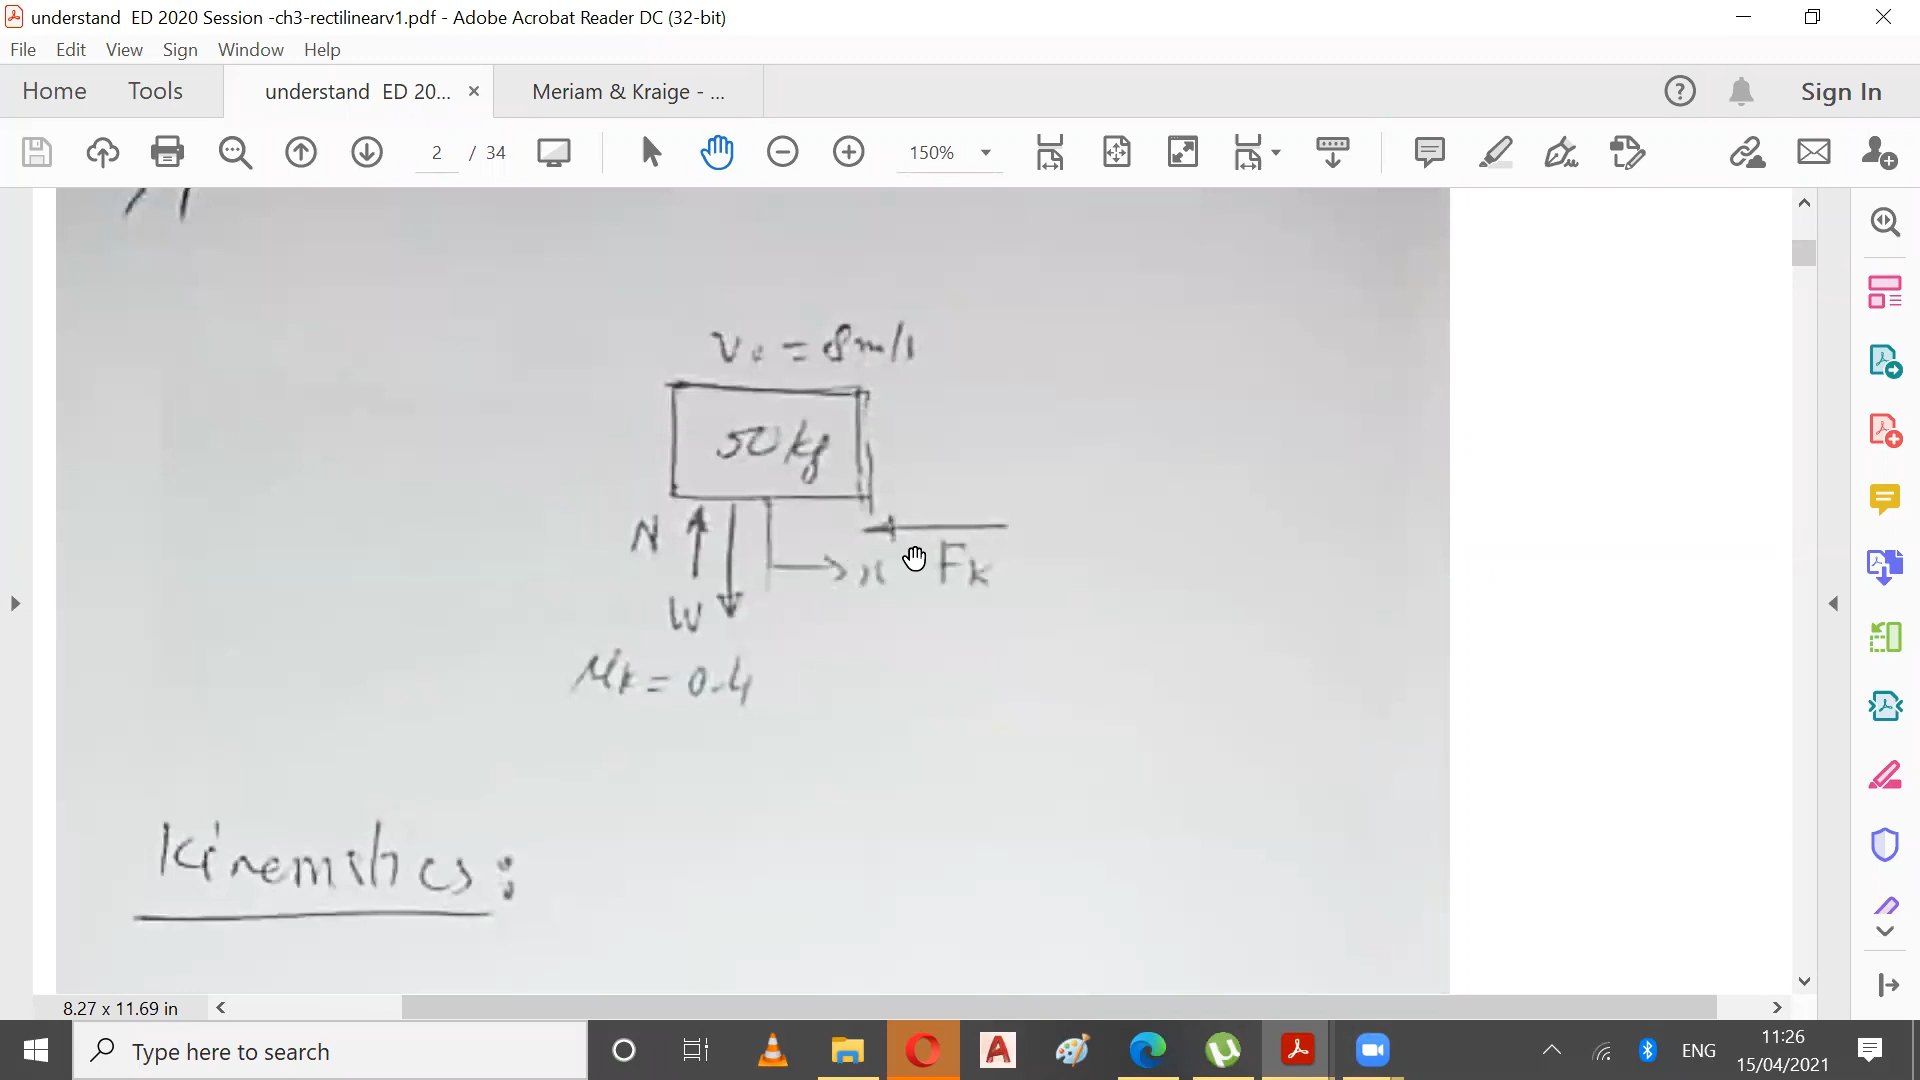 understand ED 2020 Session -ch3-rectilinearv1.pdf - Adobe Acrobat Reader DC (32-bit)
File Edit View Sign Window Help
Home Tools understand ED 20... × Meriam & Kraige - ... Sign In
2 / 34 150%
V₀ = 8m/s
50 kg
N
x Fk
W
μk = 0.4
Kinematics:
8.27 x 11.69 in
Type here to search
ENG 11:26
15/04/2021